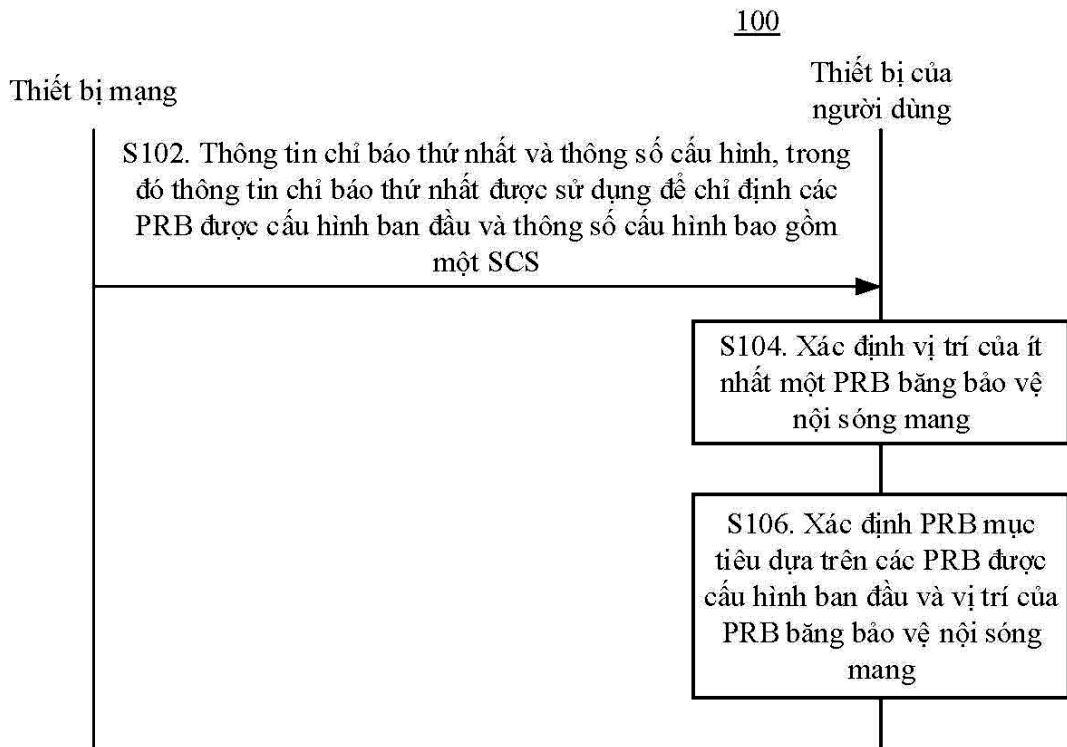 100
Thiết bị mạng
Thiết bị của
người dùng
S102. Thông tin chỉ báo thứ nhất và thông số cấu hình, trong
đó thông tin chỉ báo thứ nhất được sử dụng để chỉ định các
PRB được cấu hình ban đầu và thông số cấu hình bao gồm
một SCS
S104. Xác định vị trí của ít
nhất một PRB băng bảo vệ
nội sóng mang
S106. Xác định PRB mục
tiêu dựa trên các PRB được
cấu hình ban đầu và vị trí của
PRB băng bảo vệ nội sóng
mang